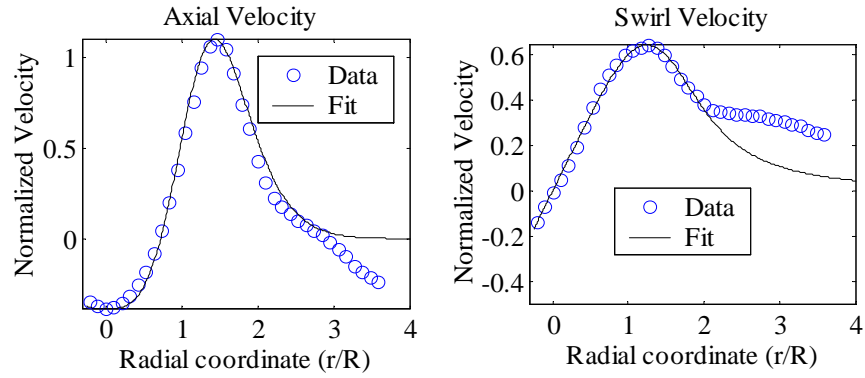 Axial Velocity
Normalized Velocity
1
0.5
0
Data
Fit
0
1
2
3
4
Radial coordinate (r/R)
Swirl Velocity
Normalized Velocity
0.6
0.4
0.2
0
-0.2
-0.4
Data
Fit
0
1
2
3
4
Radial coordinate (r/R)